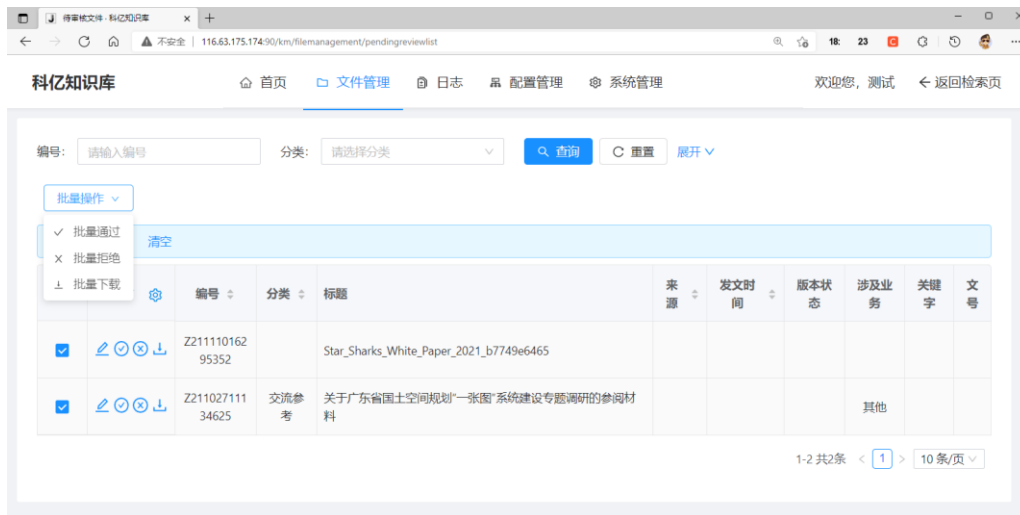 待审核文件 - 科亿知识库
不安全 | 116.63.175.174:90/km/filemanagement/pendingreviewlist
18: 23
科亿知识库 首页 文件管理 日志 配置管理 系统管理 欢迎您, 测试 返回检索页
编号: 请输入编号 分类: 请选择分类 查询 重置 展开
批量操作
批量通过
清空
批量拒绝
批量下载
编号 分类 标题 来源 发文时间 版本状态 涉及业务 关键字 文号
Z21111016295352 Star_Sharks_White_Paper_2021_b7749e6465
Z21102711134625 交流参考 关于广东省国土空间规划“一张图”系统建设专题调研的参阅材料 其他
1-2 共2条 < 1 > 10 条/页